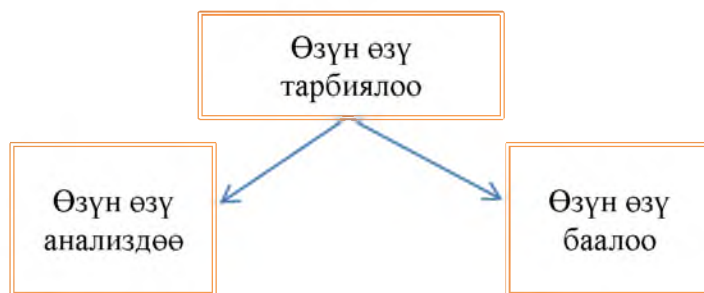 Өзүн өзү
тарбиялоо
Өзүн өзү
анализдөө
Өзүн өзү
баалоо